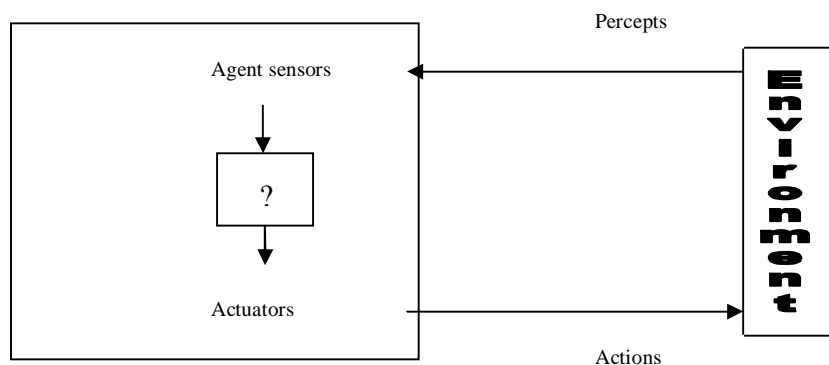 Percepts
Agent sensors
?
Actuators
Actions
Environment